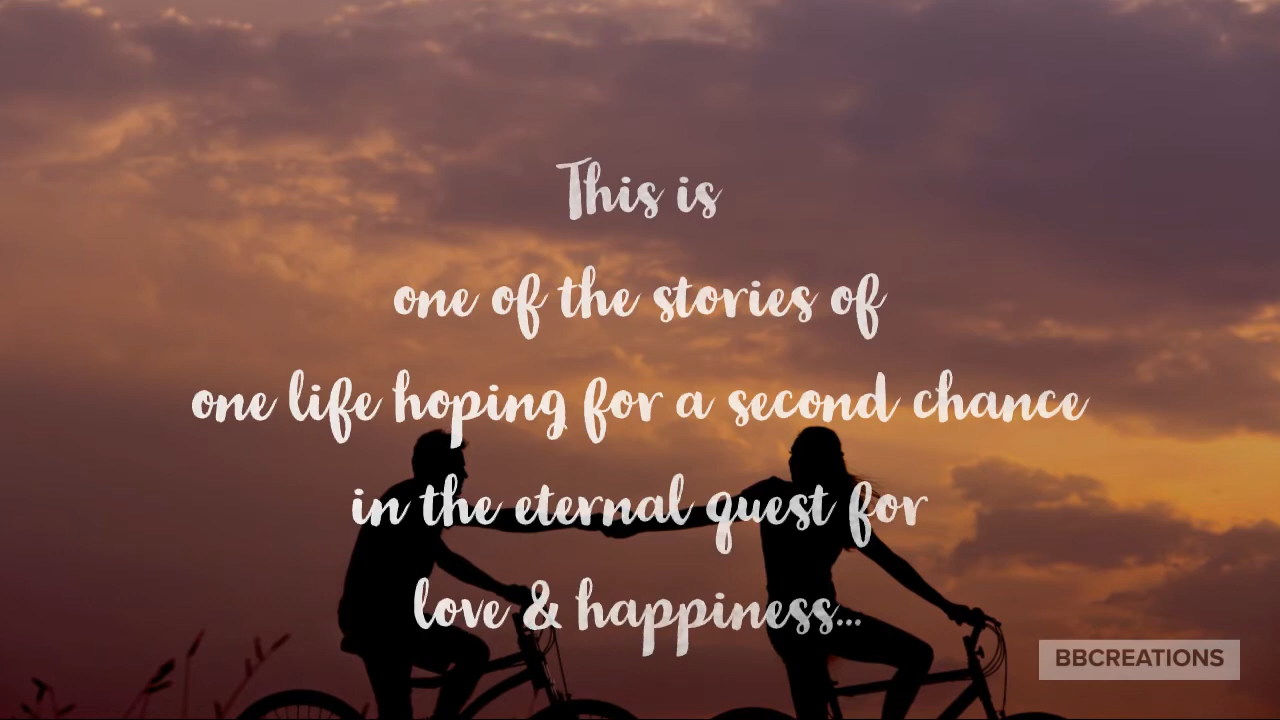 This is
one of the stories of
one life hoping for a second chance
in the eternal quest for
love & happiness...
BBCREATIONS